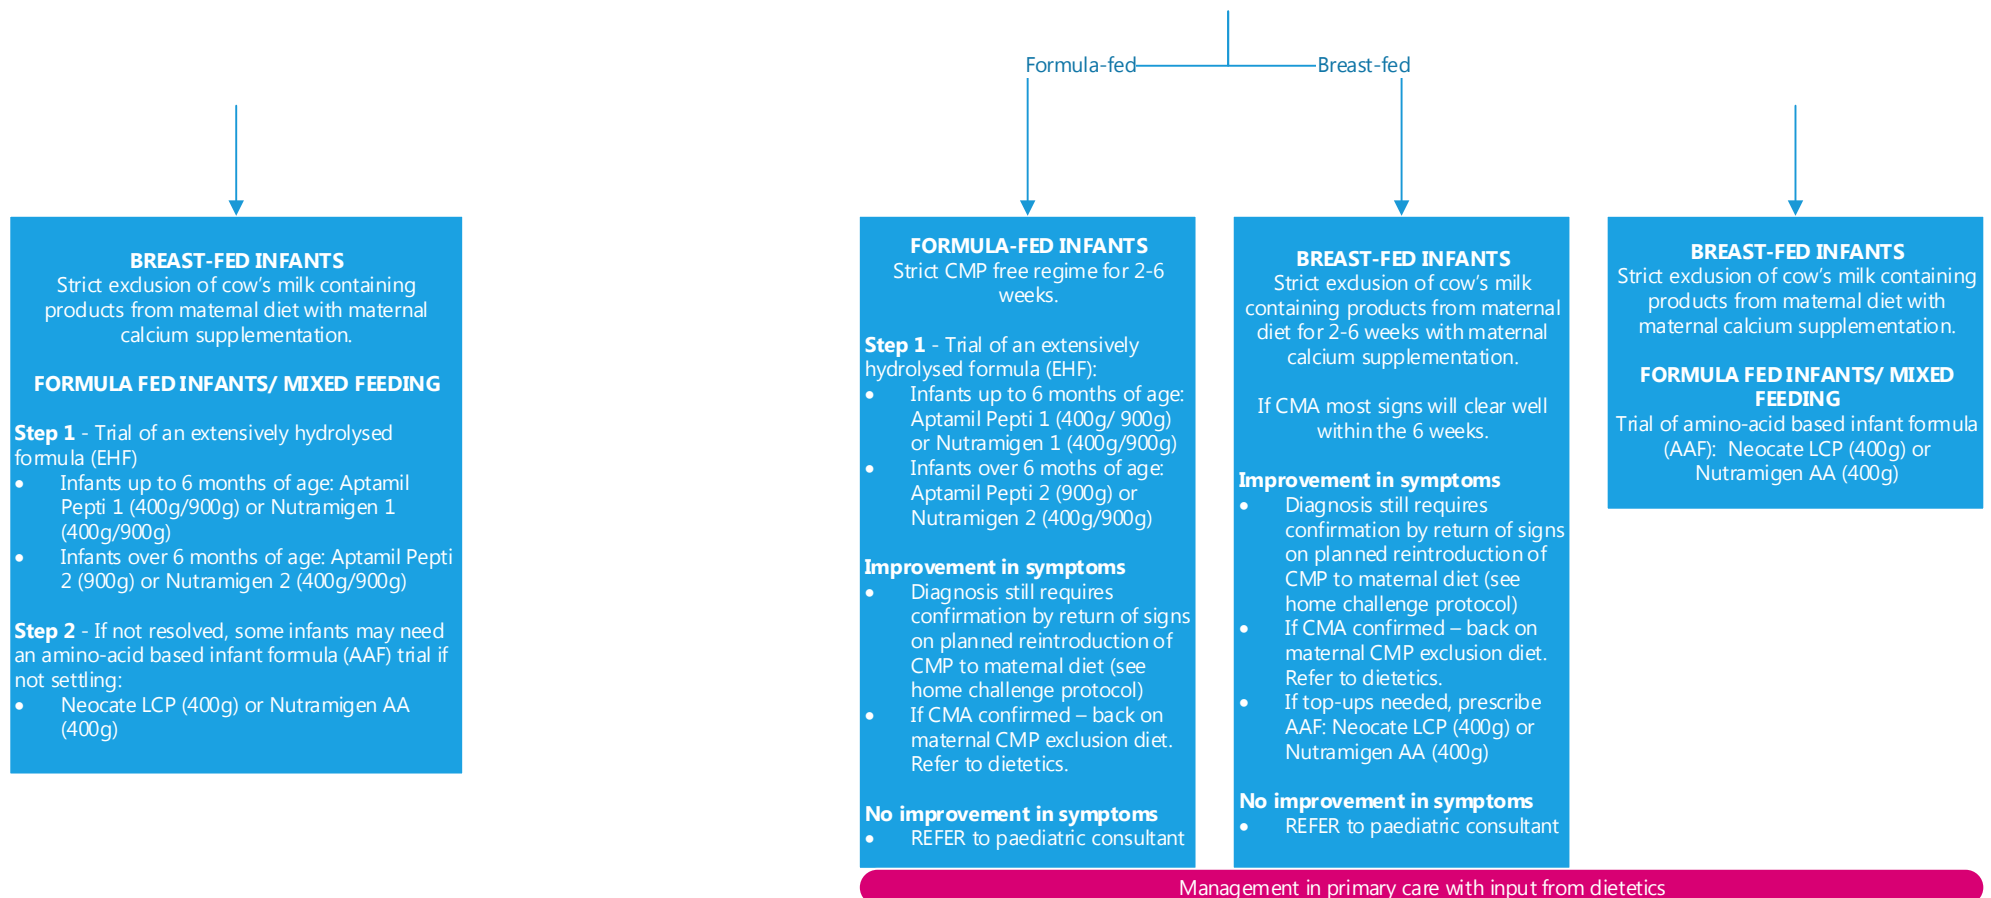 Formula-fed
Breast-fed
BREAST-FED INFANTS
Strict exclusion of cow's milk containing
products from maternal diet with maternal
calcium supplementation.
FORMULA FED INFANTS/ MIXED FEEDING
Step 1 - Trial of an extensively hydrolysed
formula (EHF)
• Infants up to 6 months of age: Aptamil
Pepti 1 (400g/900g) or Nutramigen 1
(400g/900g)
• Infants over 6 months of age: Aptamil Pepti
2 (900g) or Nutramigen 2 (400g/900g)
Step 2 - If not resolved, some infants may need
an amino-acid based infant formula (AAF) trial if
not settling:
• Neocate LCP (400g) or Nutramigen AA
(400g)
FORMULA-FED INFANTS
Strict CMP free regime for 2-6
weeks.
Step 1 - Trial of an extensively
hydrolysed formula (EHF):
• Infants up to 6 months of age:
Aptamil Pepti 1 (400g/ 900g)
or Nutramigen 1 (400g/900g)
• Infants over 6 moths of age:
Aptamil Pepti 2 (900g) or
Nutramigen 2 (400g/900g)
Improvement in symptoms
• Diagnosis still requires
confirmation by return of signs
on planned reintroduction of
CMP to maternal diet (see
home challenge protocol)
• If CMA confirmed – back on
maternal CMP exclusion diet.
Refer to dietetics.
No improvement in symptoms
• REFER to paediatric consultant
BREAST-FED INFANTS
Strict exclusion of cow's milk
containing products from maternal
diet for 2-6 weeks with maternal
calcium supplementation.
If CMA most signs will clear well
within the 6 weeks.
Improvement in symptoms
• Diagnosis still requires
confirmation by return of signs
on planned reintroduction of
CMP to maternal diet (see
home challenge protocol)
• If CMA confirmed – back on
maternal CMP exclusion diet.
Refer to dietetics.
• If top-ups needed, prescribe
AAF: Neocate LCP (400g) or
Nutramigen AA (400g)
No improvement in symptoms
• REFER to paediatric consultant
BREAST-FED INFANTS
Strict exclusion of cow's milk containing
products from maternal diet with
maternal calcium supplementation.
FORMULA FED INFANTS/ MIXED
FEEDING
Trial of amino-acid based infant formula
(AAF): Neocate LCP (400g) or
Nutramigen AA (400g)
Management in primary care with input from dietetics